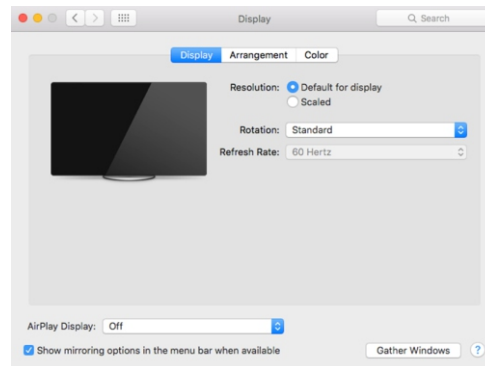 Display
Search
Display Arrangement Color
Resolution: Default for display
Scaled
Rotation: Standard
Refresh Rate: 60 Hertz
AirPlay Display: Off
Show mirroring options in the menu bar when available
Gather Windows ?